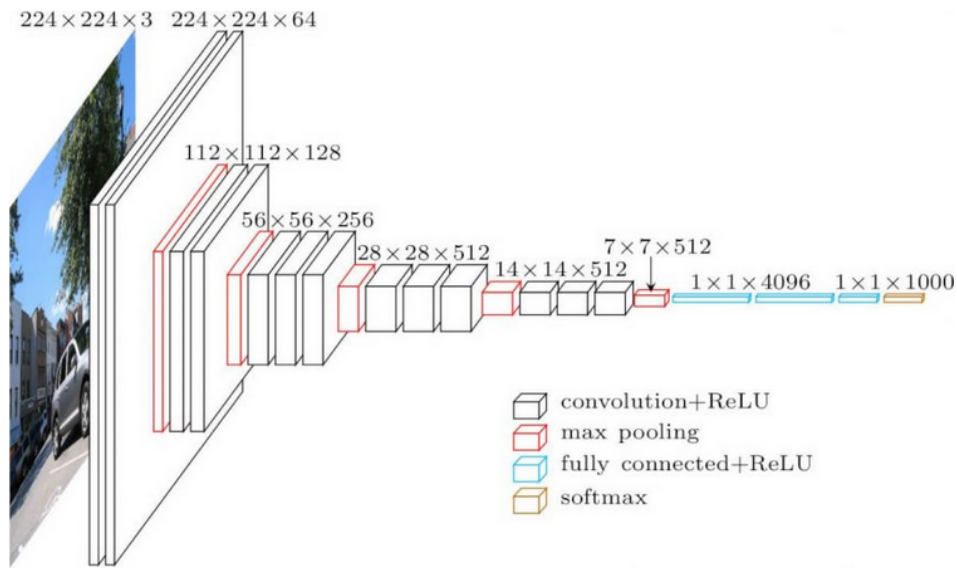 224×224×3
224×224×64
112×112×128
56×56×256
28×28×512
14×14×512
7×7×512
1×1×4096
1×1×1000
convolution+ReLU
max pooling
fully connected+ReLU
softmax